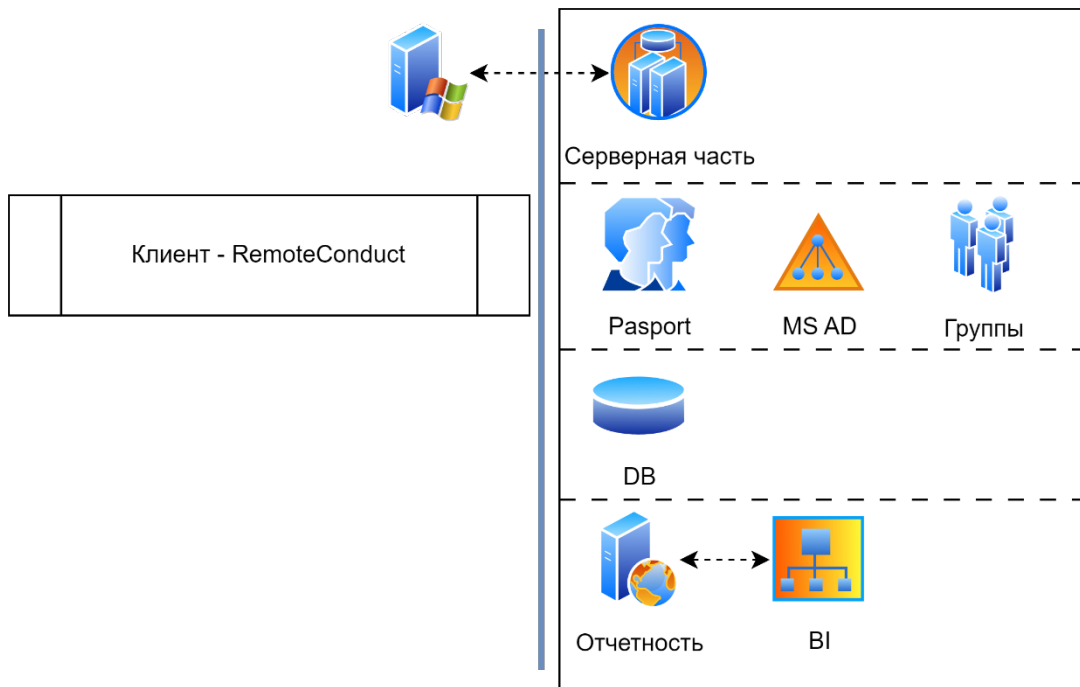 Серверная часть
Клиент - RemoteConduct
Pasport
MS AD
Группы
DB
Отчетность
BI